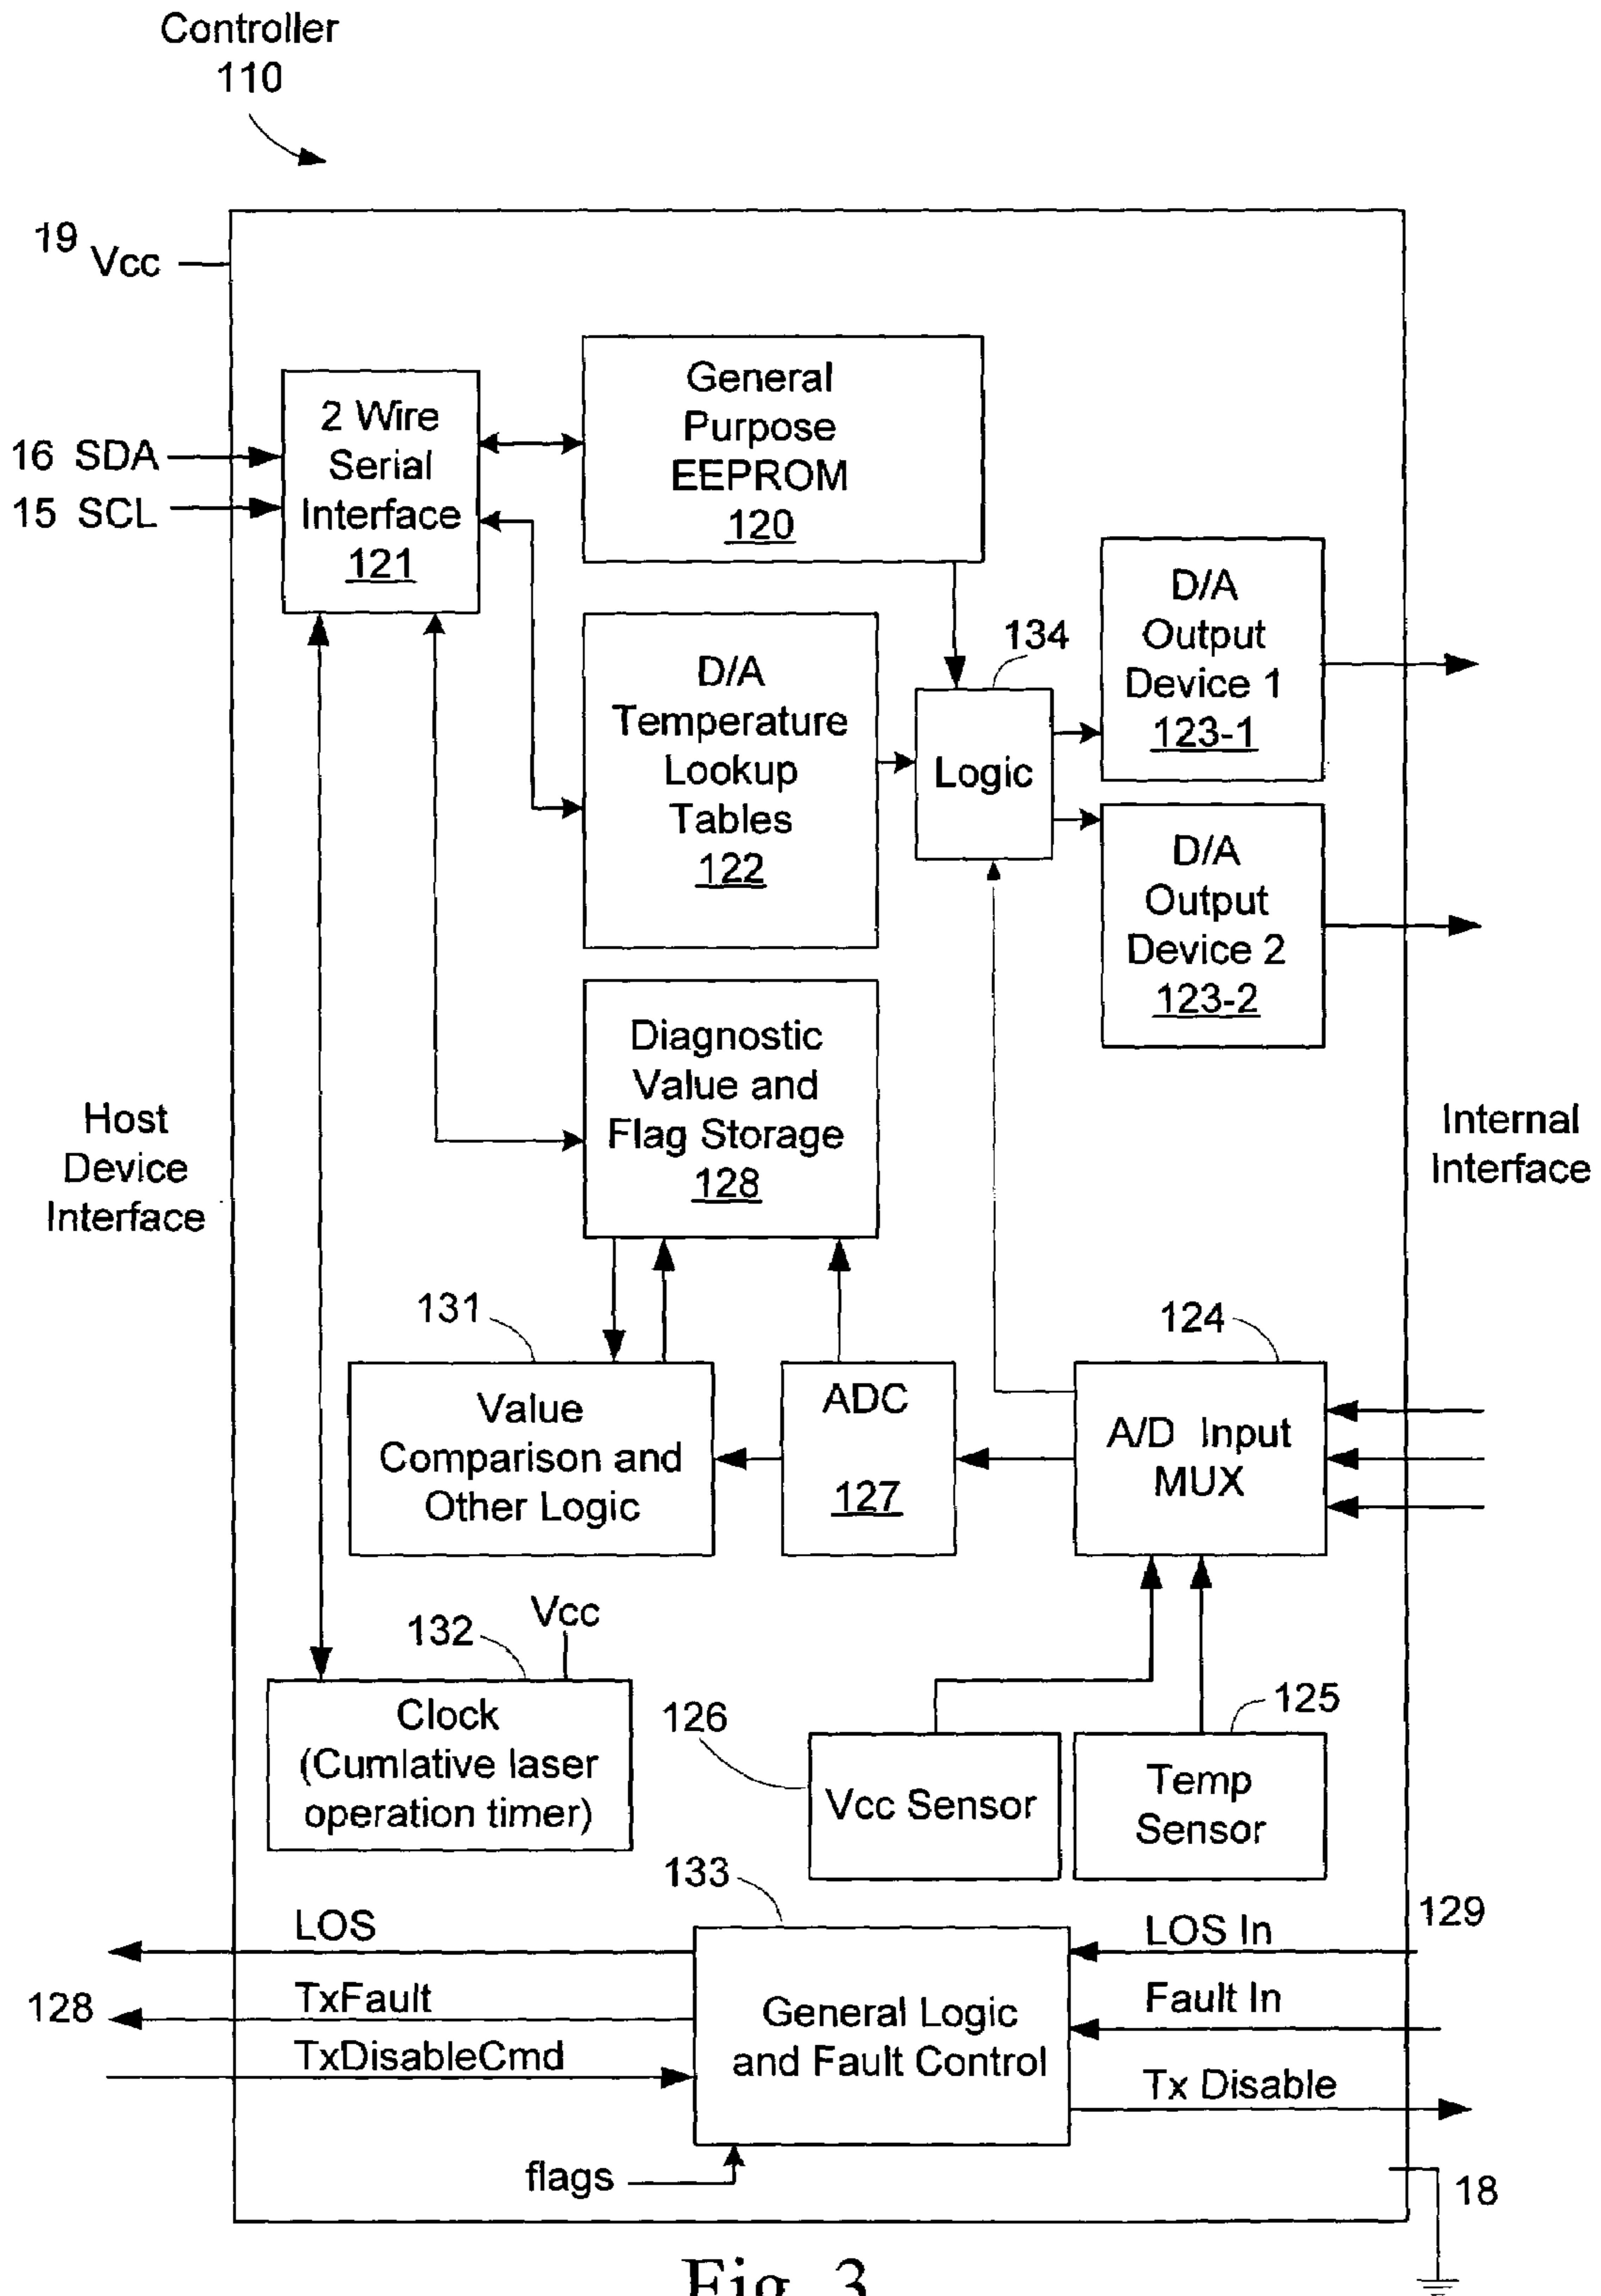 Controller
110
19
Vcc
General
Purpose
EEPROM
120
2 Wire
Serial
Interface
121
16 SDA
15 SCL
D/A
Output
Device 1
123-1
134
D/A
Temperature
Lookup
Tables
122
Logic
D/A
Output
Device 2
123-2
Diagnostic
Value and
Flag Storage
128
Host
Device
Interface
Internal
Interface
131
124
Value
Comparison and
Other Logic
ADC
127
A/D Input
MUX
132
Vcc
Clock
(Cumlative laser
operation timer)
126
125
Vcc Sensor
Temp
Sensor
133
129
LOS
LOS In
128
TxFault
Fault In
General Logic
and Fault Control
TxDisableCmd
Tx Disable
flags
18
Fig. 3